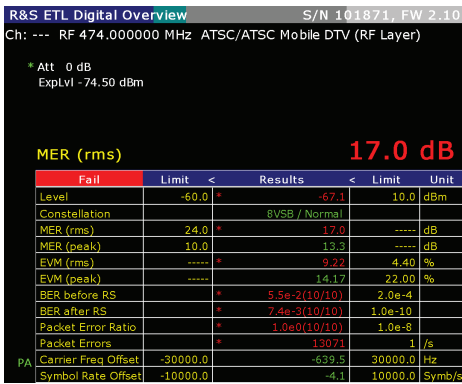 R&S ETL Digital Overview S/N 101871, FW 2.10
Ch: --- RF 474.000000 MHz ATSC/ATSC Mobile DTV (RF Layer)
* Att 0 dB
ExpLvl -74.50 dBm
MER (rms) 17.0 dB
Fail Limit < Results < Limit Unit
Level -60.0 * -67.1 10.0 dBm
Constellation 8VSB / Normal
MER (rms) 24.0 * 17.0 ----- dB
MER (peak) 10.0 13.3 ----- dB
EVM (rms) ----- * 9.22 4.40 %
EVM (peak) ----- 14.17 22.00 %
BER before RS * 5.5e-2(10/10) 2.0e-4
BER after RS * 7.4e-3(10/10) 1.0e-10
Packet Error Ratio * 1.0e0(10/10) 1.0e-8
Packet Errors * 13071 1 /s
PA Carrier Freq Offset -30000.0 -639.5 30000.0 Hz
Symbol Rate Offset -10000.0 -4.1 10000.0 Symb/s